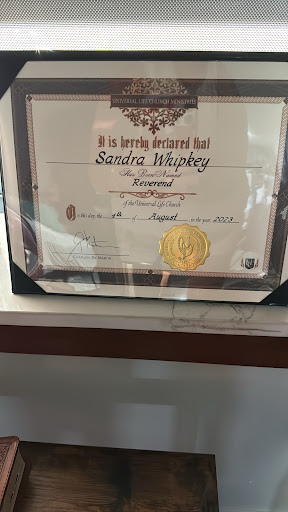 UNIVERSAL LIFE CHURCH MINISTRIES
It is hereby declared that
Sandra Whipkey
Has Been Named
Reverend
of the Universal Life Church
On this day, the 4th of August in the year 2023